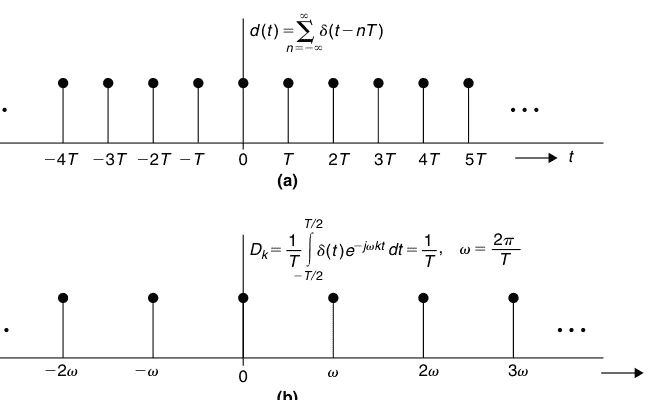 d(t) = ∞∑n=−∞ δ(t−nT)
• • • •
−4T −3T −2T −T 0 T 2T 3T 4T 5T t
(a)
D_k = 1/T ∫_{−T/2}^{T/2} δ(t)e^{−jωkt} dt = 1/T, ω = 2π/T
• • • •
−2ω −ω 0 ω 2ω 3ω
(b)